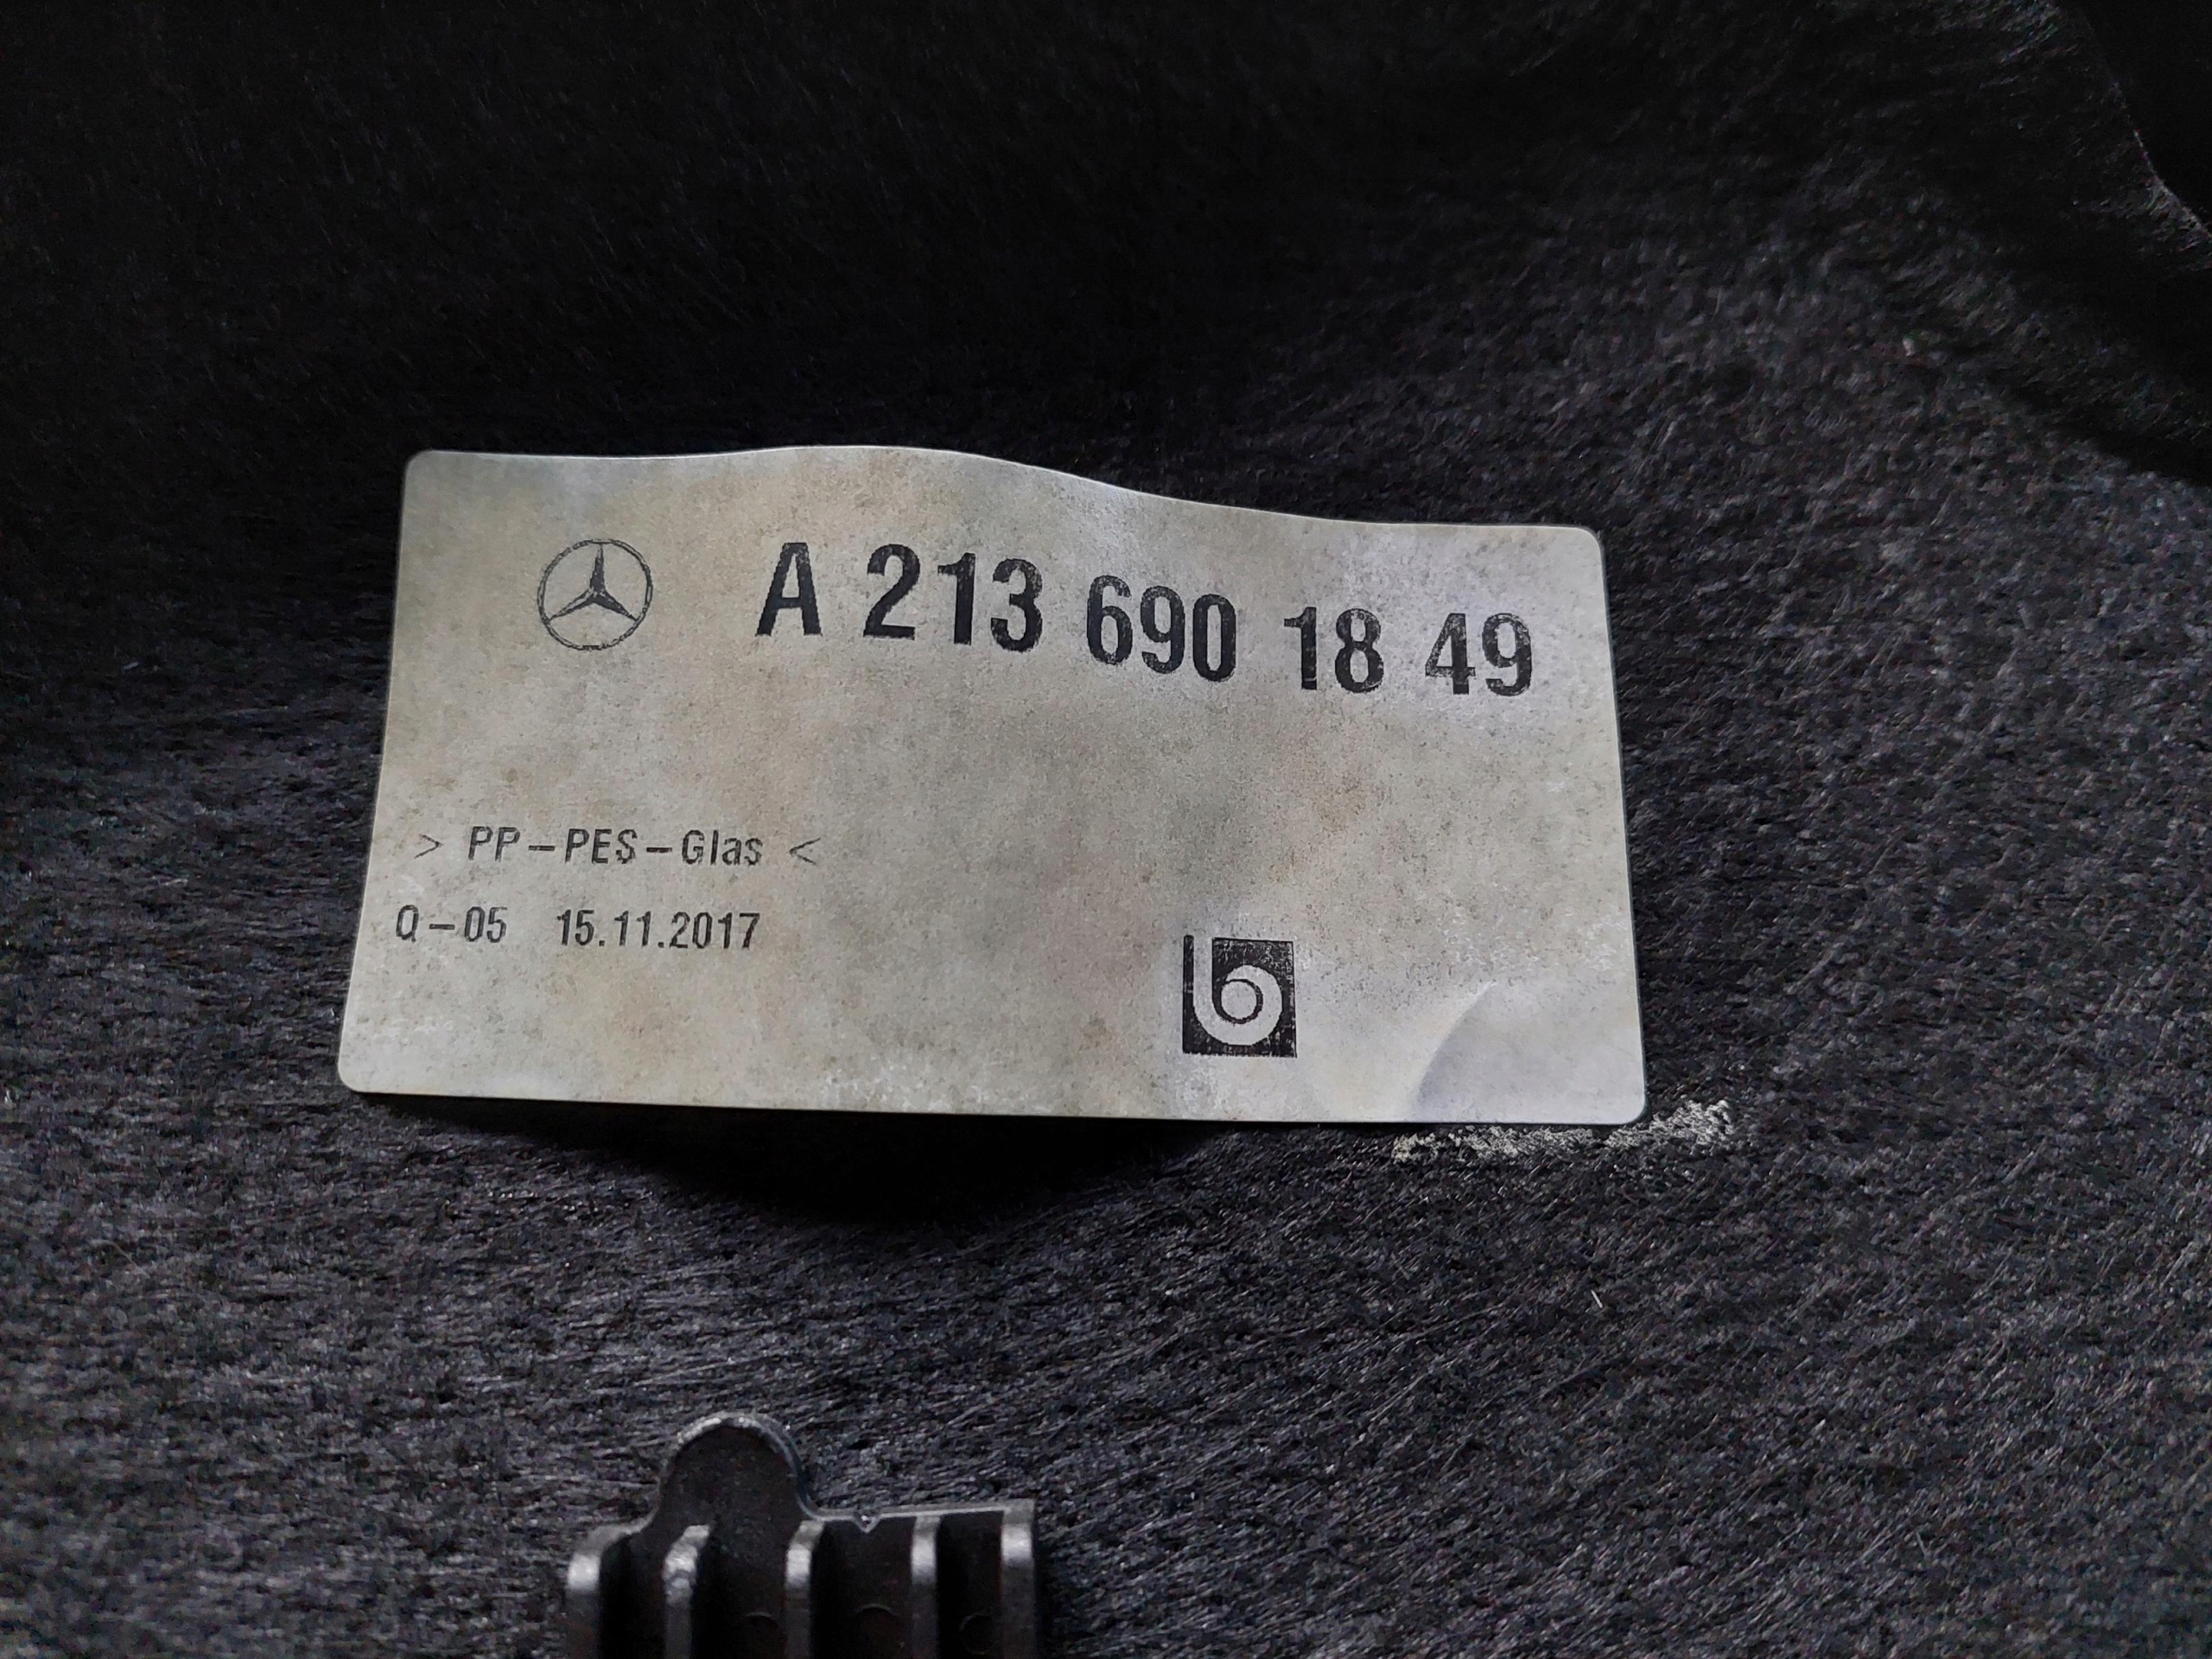 A 213 690 18 49
> PP-PES-Glas <
Q-05 15.11.2017
b